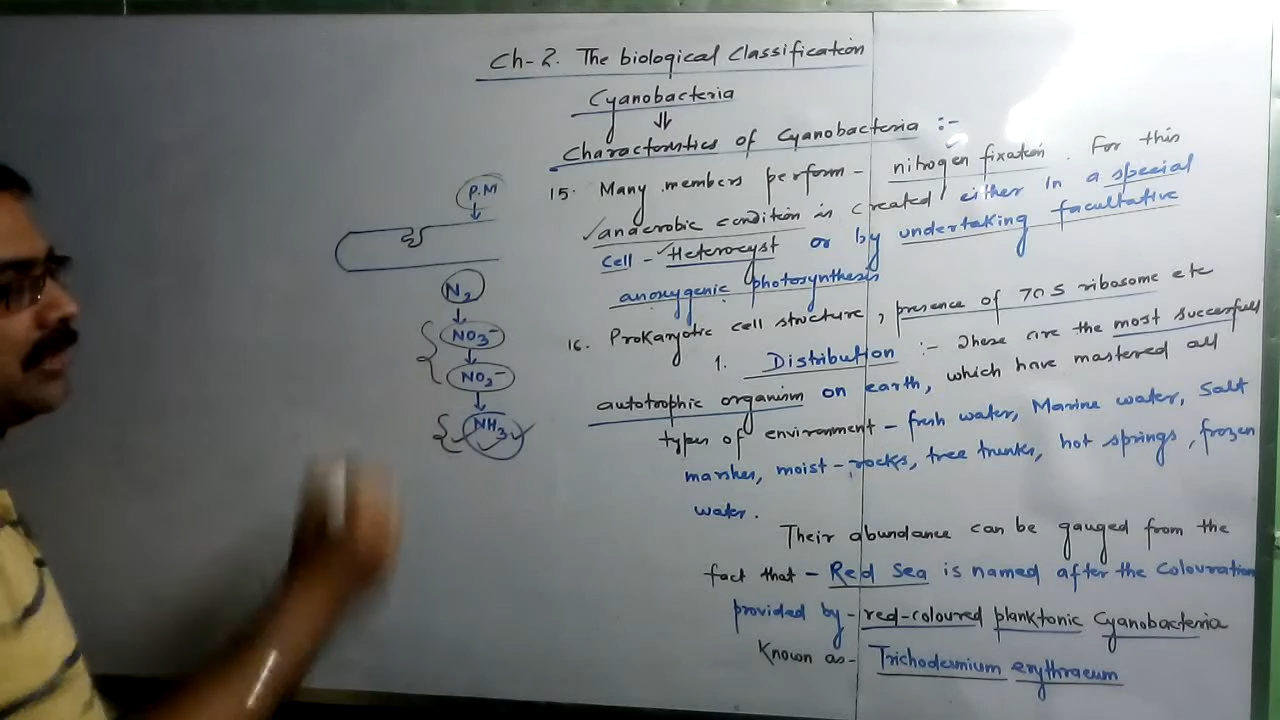 Ch-2. The biological Classification
Cyanobacteria
⇓
Characteristics of Cyanobacteria :-
15. Many members perform - nitrogen fixation. For this
anaerobic condition is created either in a special
cell - Heterocyst or by undertaking facultative
anoxygenic photosynthesis
16. Prokaryotic cell structure, presence of 70S ribosome etc
1. Distribution :- These are the most successful
autotrophic organism on earth, which have mastered all
types of environment - fresh water, Marine water, Salt
marshes, moist-rocks, tree trunks, hot springs, frozen
water.
Their abundance can be gauged from the
fact that - Red Sea is named after the Colouration
provided by - red-coloured planktonic Cyanobacteria
Known as - Trichodesmium erythraeum
P.M
N₂
NO₃⁻
NO₂⁻
NH₃